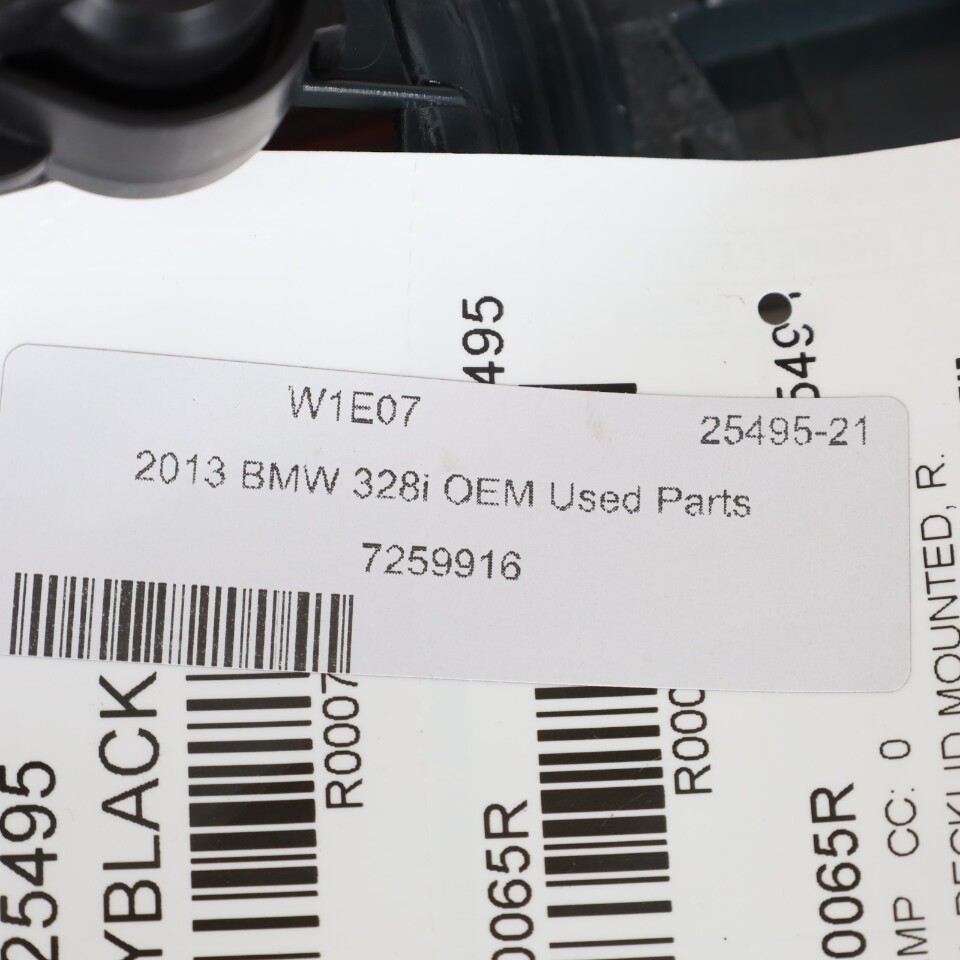 W1E07
25495-21
2013 BMW 328i OEM Used Parts
7259916
25495
YBLACK
R0007
495
0065R
R000
5495
0065R
MP CC: 0
DECKLID MOUNTED, R.